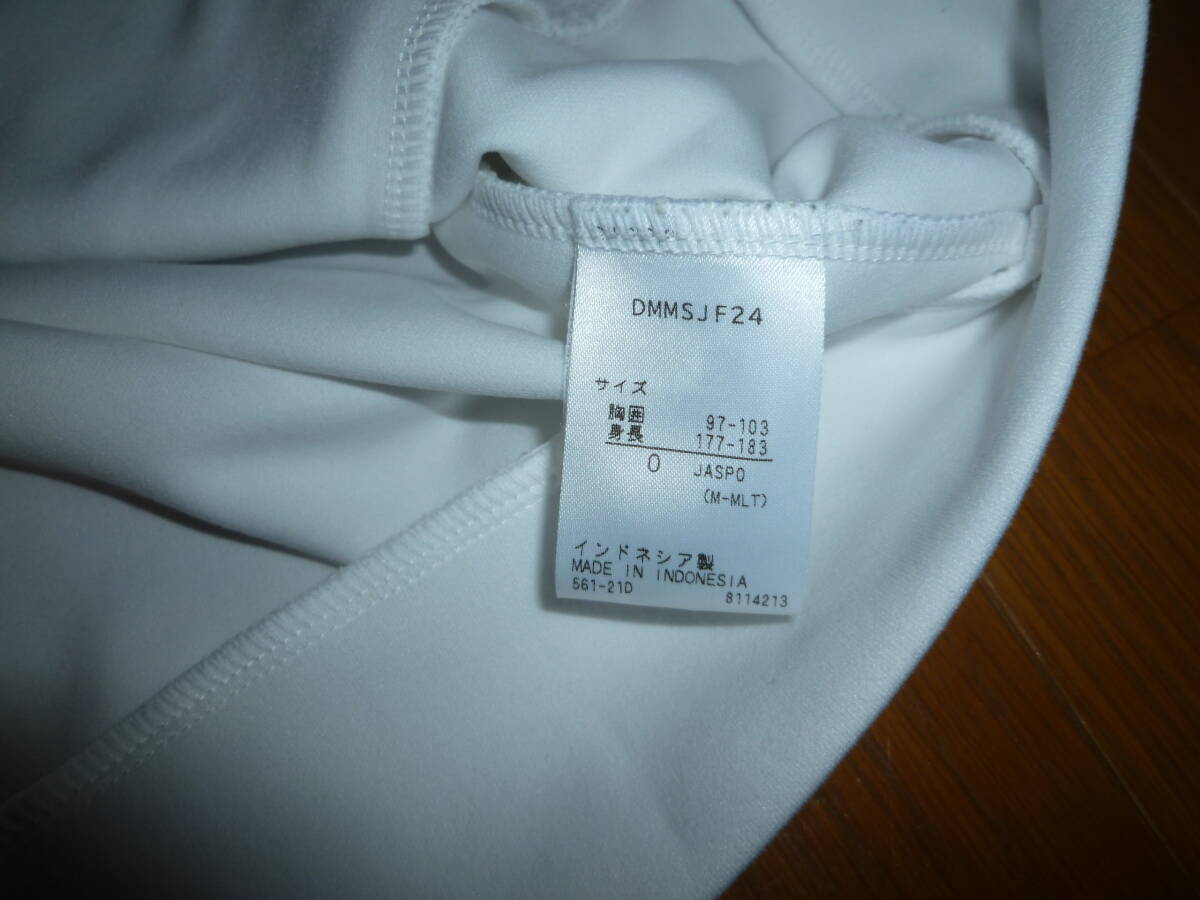 DMMSJF24
サイズ
胸囲 97-103
身長 177-183
O JASPO
(M-MLT)
インドネシア製
MADE IN INDONESIA
561-21D 8114213